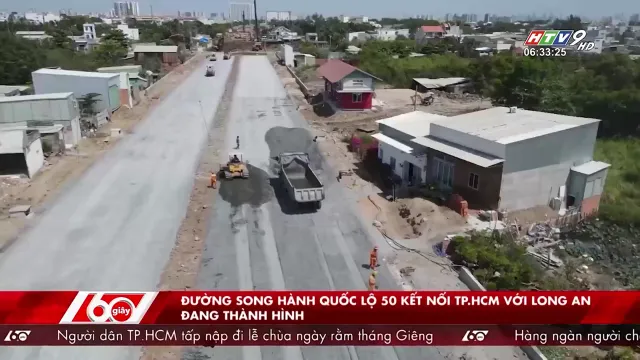 HTV9 HD
06:33:25
60 giây
ĐƯỜNG SONG HÀNH QUỐC LỘ 50 KẾT NỐI TP.HCM VỚI LONG AN
ĐANG THÀNH HÌNH
Người dân TP.HCM tấp nập đi lễ chùa ngày rằm tháng Giêng
Hàng ngàn người ch